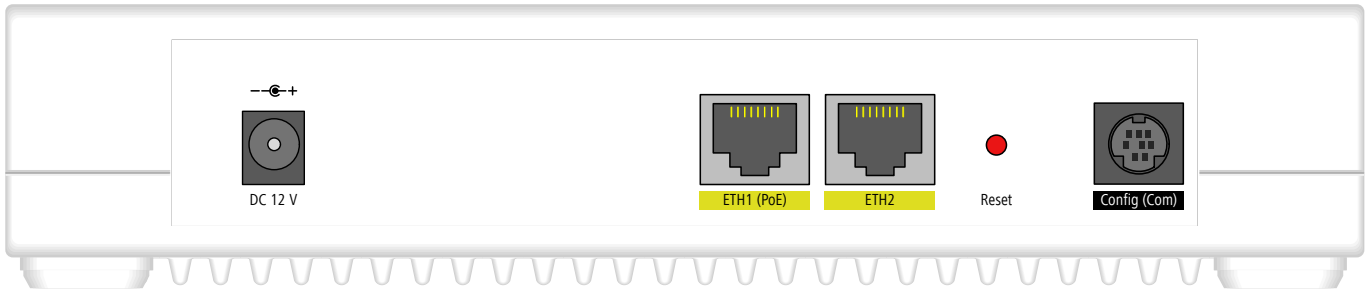 DC 12 V
ETH1 (PoE)
ETH2
Reset
Config (Com)